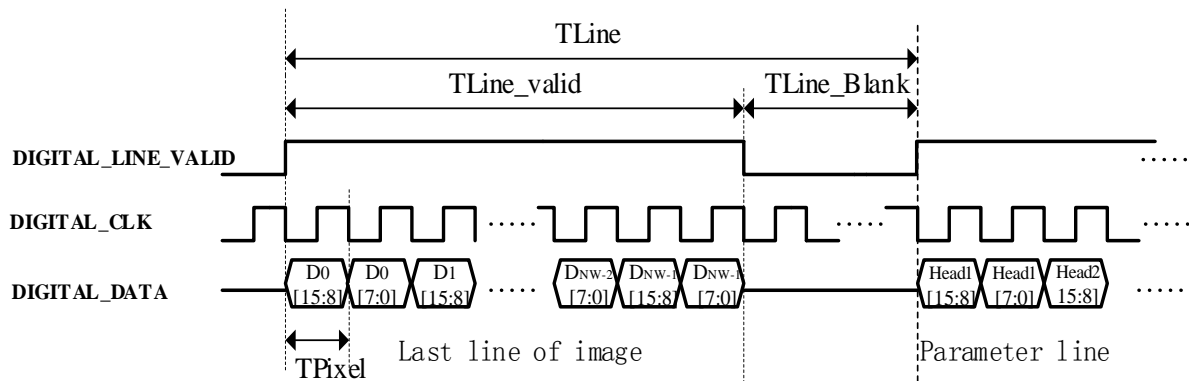 TLine
TLine_valid
TLine_Blank
DIGITAL_LINE_VALID
.....
DIGITAL_CLK
..... ..... .....
DIGITAL_DATA
D0 D0 D1 DNW-2 DNW-1 DNW-1 Head1 Head1 Head2
[15:8] [7:0] [15:8] ..... [7:0] [15:8] [7:0] [15:8] [7:0] 15:8] .....
Last line of image Parameter line
TPixel